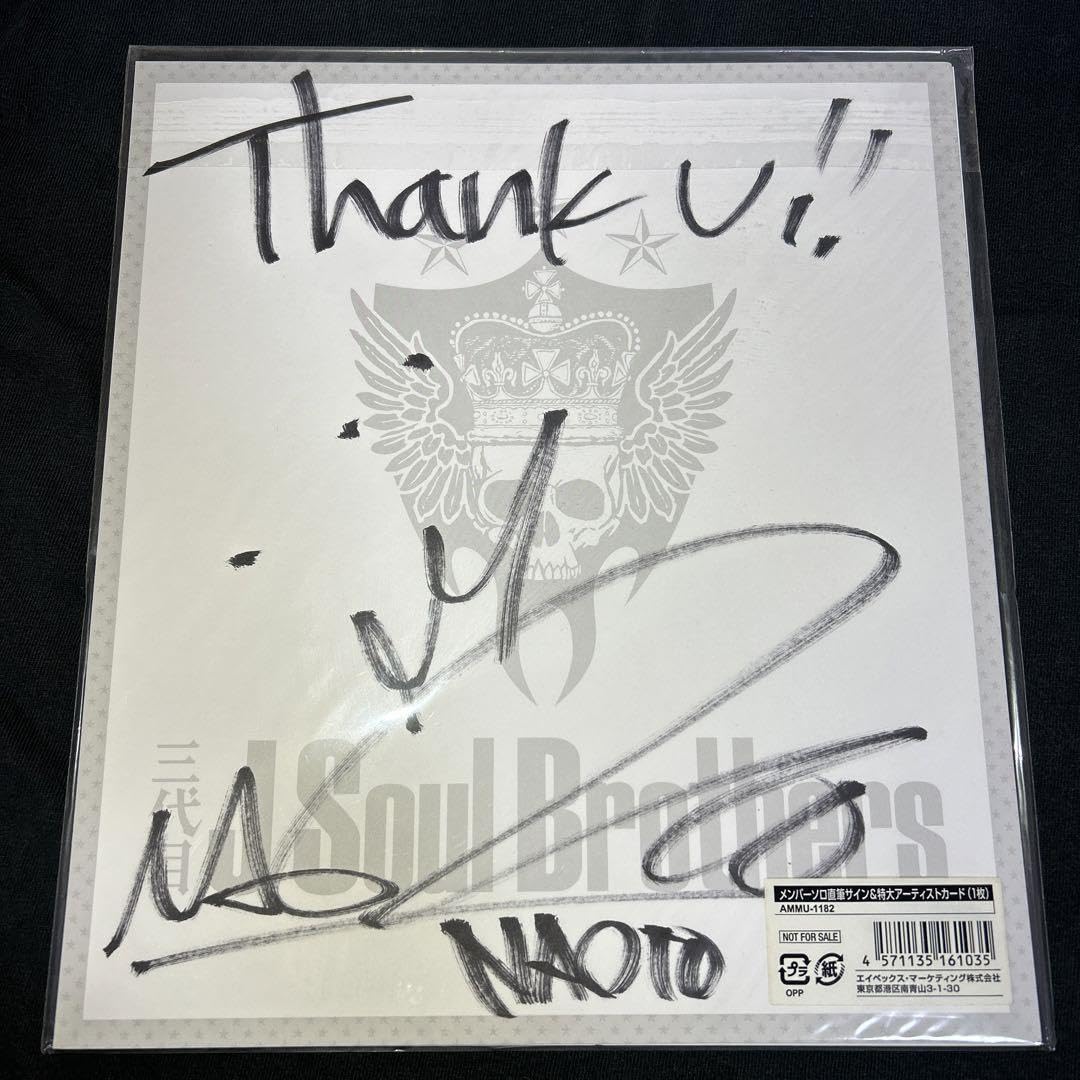 Thank U!!
三代目
J Soul Brothers
NAOTO
メンバーソロ直筆サイン&特大アーティストカード(1枚)
AMMU-1182
NOT FOR SALE
4 571135 161035
プラ
紙
OPP
エイベックス・マーケティング株式会社
東京都港区南青山3-1-30